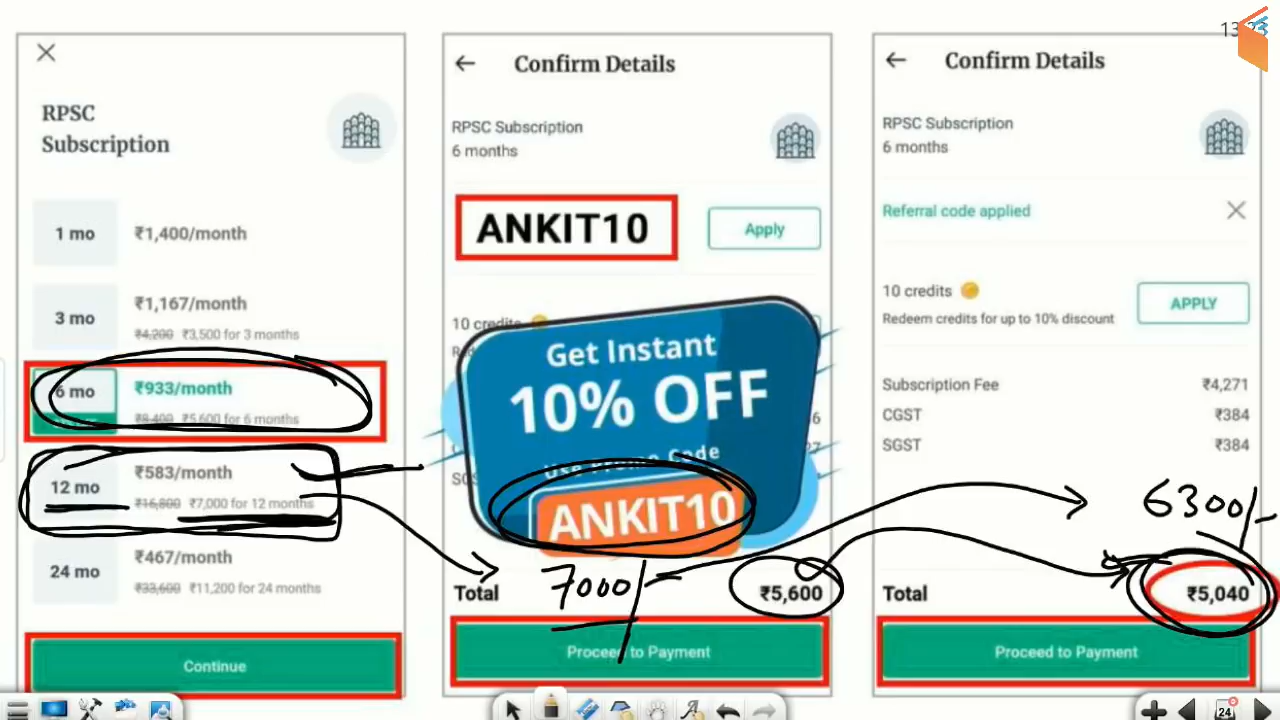 RPSC
Subscription
1 mo
₹1,400/month
3 mo
₹1,167/month
₹4,200 ₹3,500 for 3 months
6 mo
₹933/month
₹8,400 ₹5,600 for 6 months
12 mo
₹583/month
₹16,800 ₹7,000 for 12 months
24 mo
₹467/month
₹33,600 ₹11,200 for 24 months
Continue
Confirm Details
RPSC Subscription
6 months
ANKIT10
Apply
10 credits
Get Instant
10% OFF
Use Promo Code
ANKIT10
Total
7000/-
₹5,600
Proceed to Payment
Confirm Details
RPSC Subscription
6 months
Referral code applied
10 credits
APPLY
Redeem credits for up to 10% discount
Subscription Fee
₹4,271
CGST
₹384
SGST
₹384
6300/-
Total
₹5,040
Proceed to Payment
24